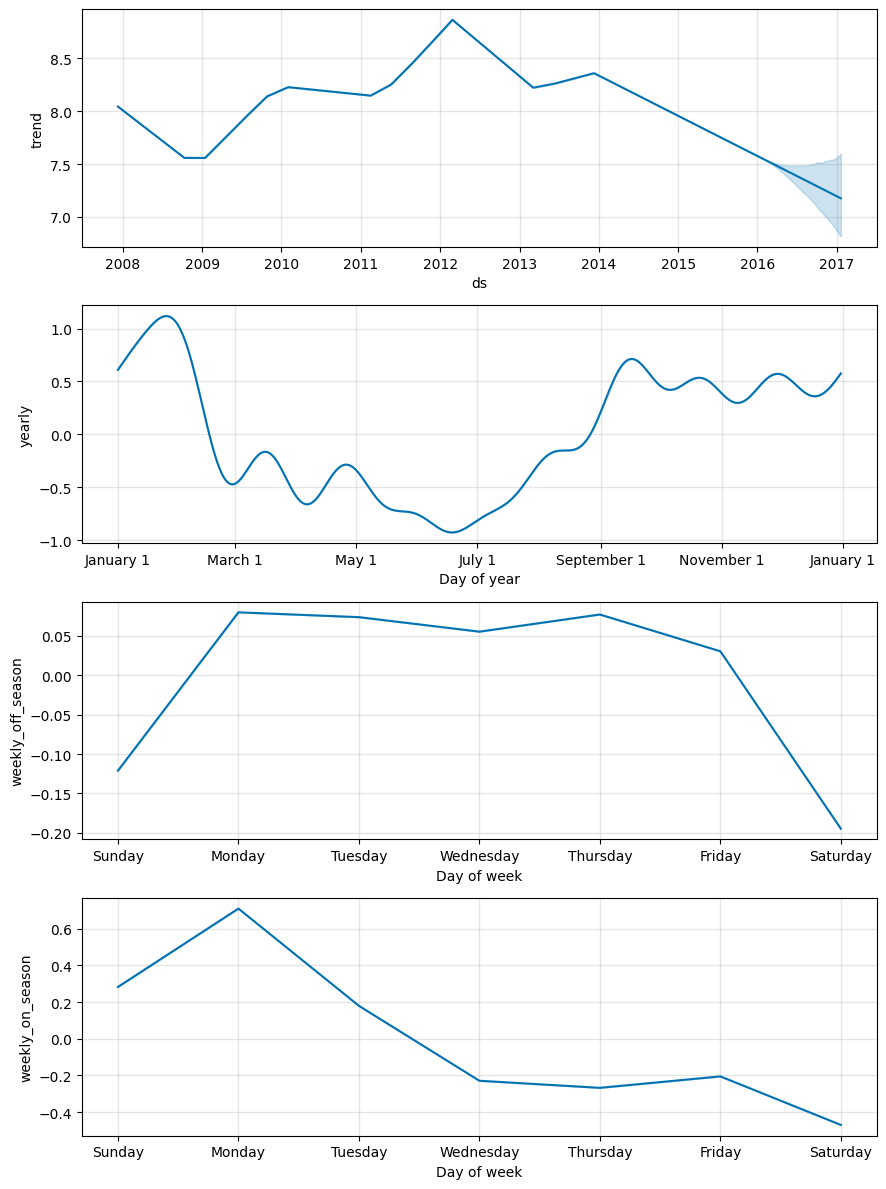 8.5
8.0
7.5
7.0
trend
2008 2009 2010 2011 2012 2013 2014 2015 2016 2017
ds
1.0
0.5
0.0
−0.5
−1.0
yearly
January 1 March 1 May 1 July 1 September 1 November 1 January 1
Day of year
0.05
0.00
−0.05
−0.10
−0.15
−0.20
weekly_off_season
Sunday Monday Tuesday Wednesday Thursday Friday Saturday
Day of week
0.6
0.4
0.2
0.0
−0.2
−0.4
weekly_on_season
Sunday Monday Tuesday Wednesday Thursday Friday Saturday
Day of week